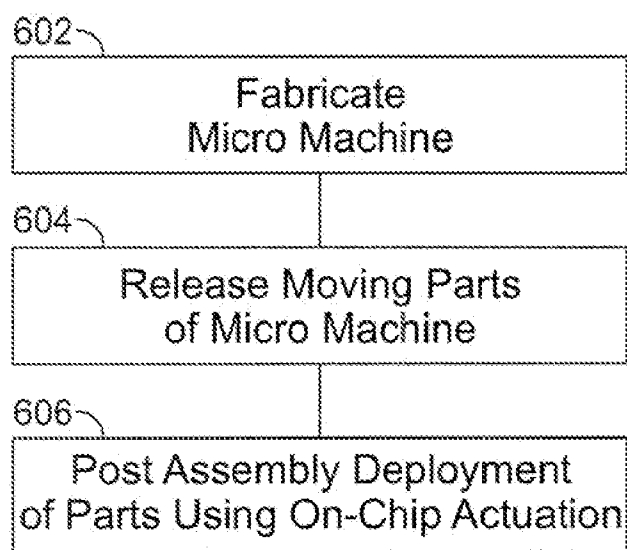 602
Fabricate
Micro Machine
604
Release Moving Parts
of Micro Machine
606
Post Assembly Deployment
of Parts Using On-Chip Actuation